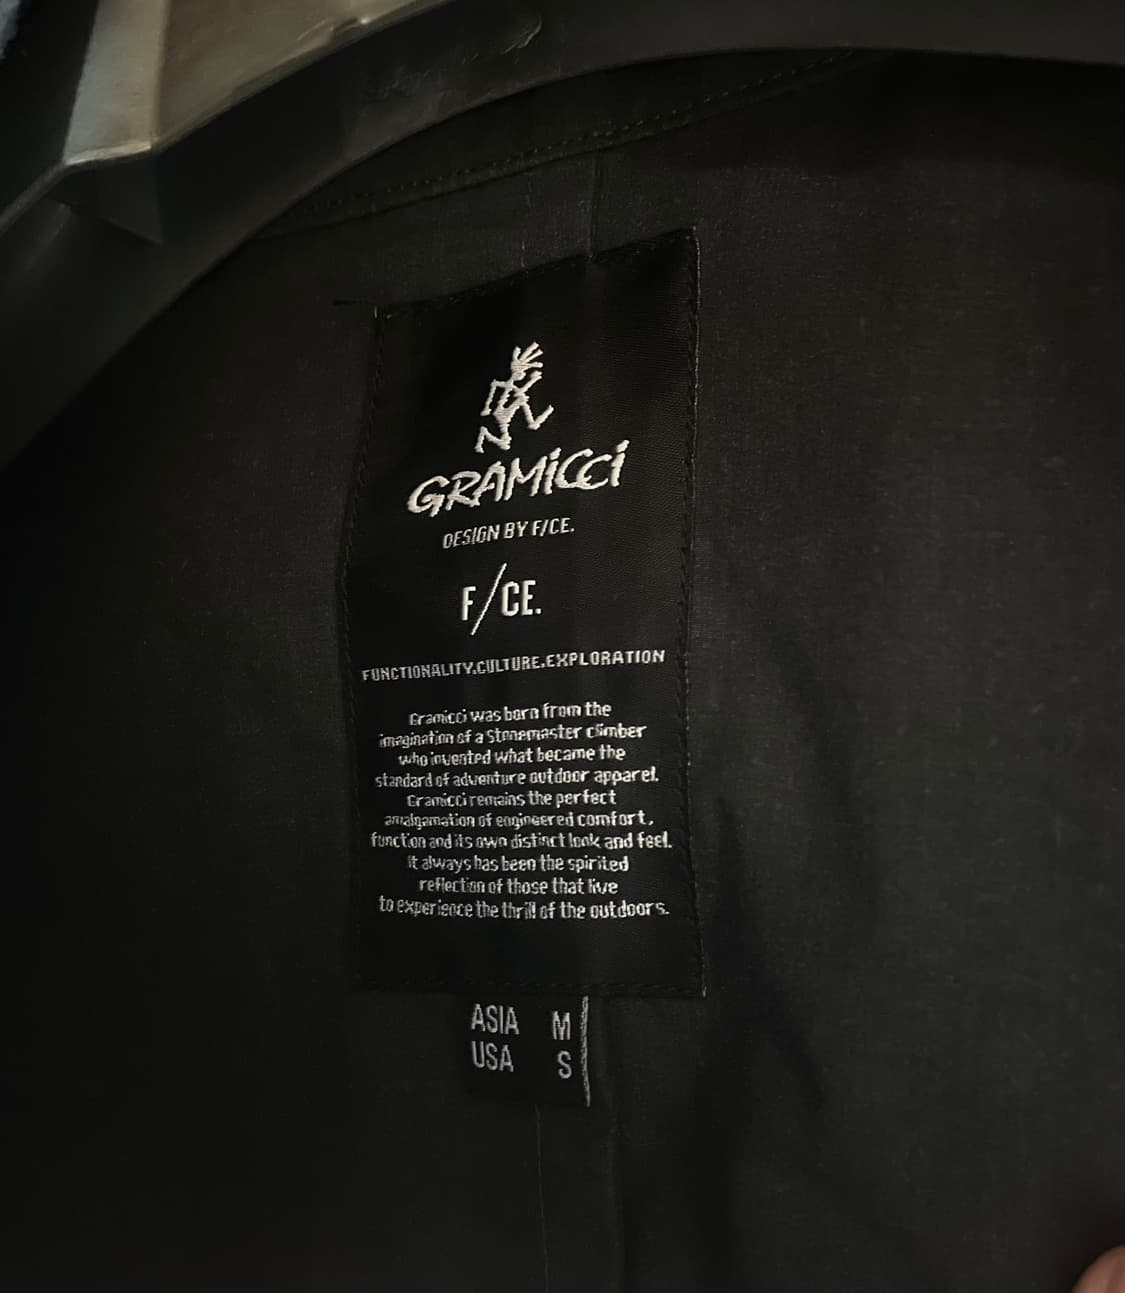 GRAMiCCi
DESIGN BY F/CE.
F/CE.
FUNCTIONALITY.CULTURE.EXPLORATION
Gramicci was born from the
imagination of a Stonemaster climber
who invented what became the
standard of adventure outdoor apparel.
Gramicci remains the perfect
amalgamation of engineered comfort,
function and its own distinct look and feel.
It always has been the spirited
reflection of those that live
to experience the thrill of the outdoors.
ASIA M
USA S